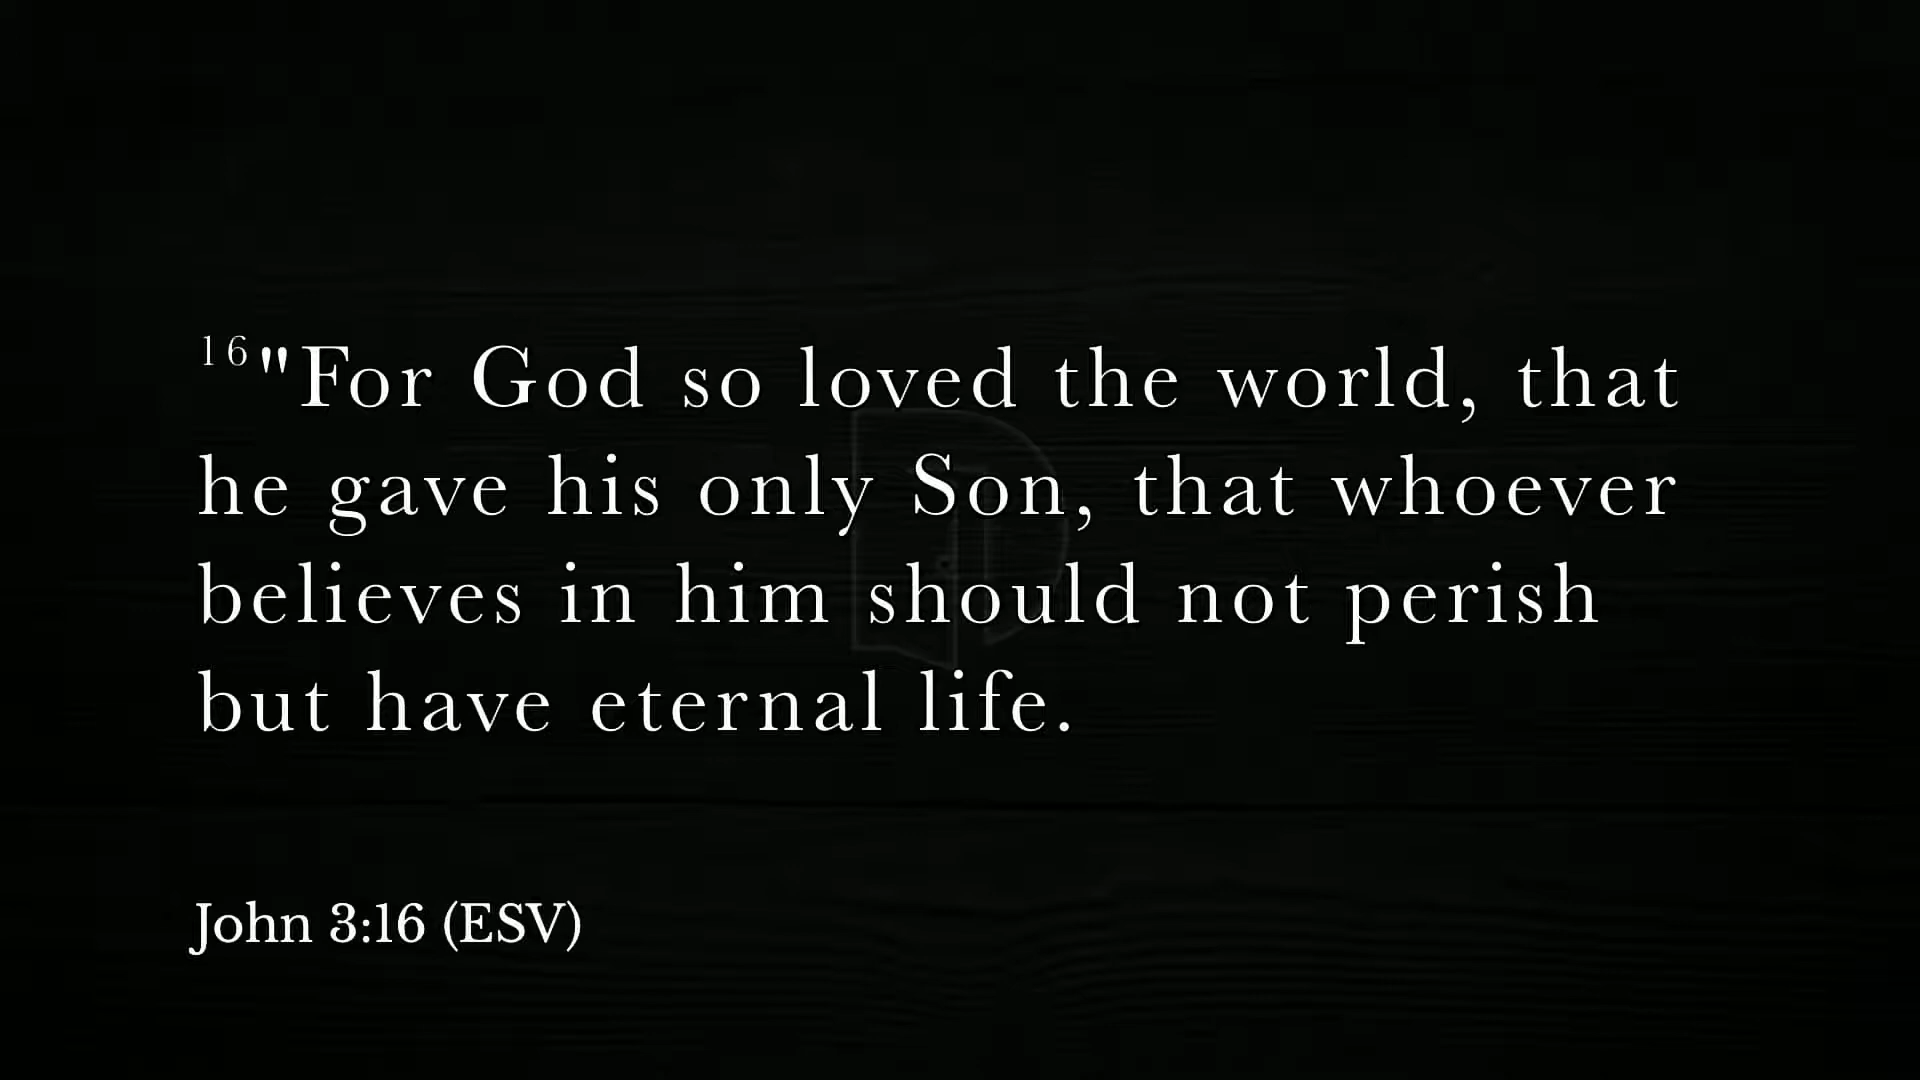 16"For God so loved the world, that
he gave his only Son, that whoever
believes in him should not perish
but have eternal life.
John 3:16 (ESV)